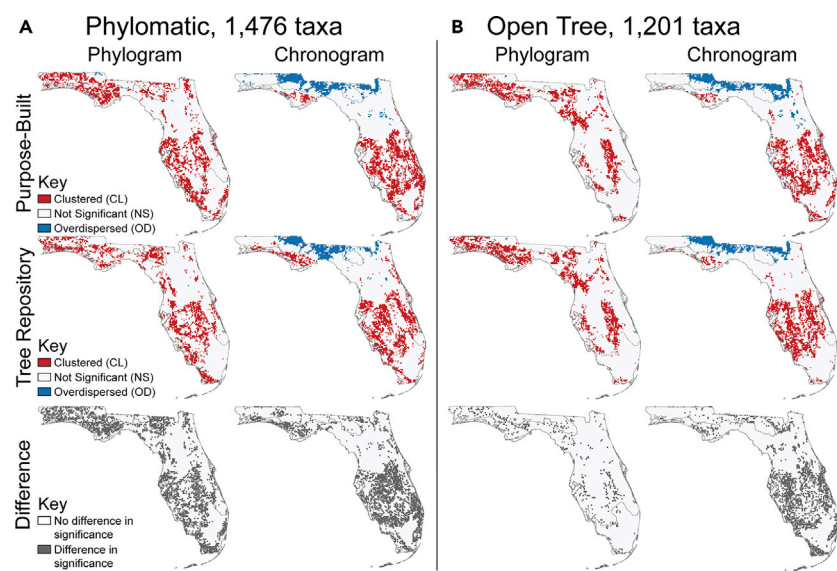 A Phylomatic, 1,476 taxa
B Open Tree, 1,201 taxa
Phylogram Chronogram Phylogram Chronogram
Purpose-Built
Key
Clustered (CL)
Not Significant (NS)
Overdispersed (OD)
Tree Repository
Key
Clustered (CL)
Not Significant (NS)
Overdispersed (OD)
Difference
Key
No difference in
significance
Difference in
significance